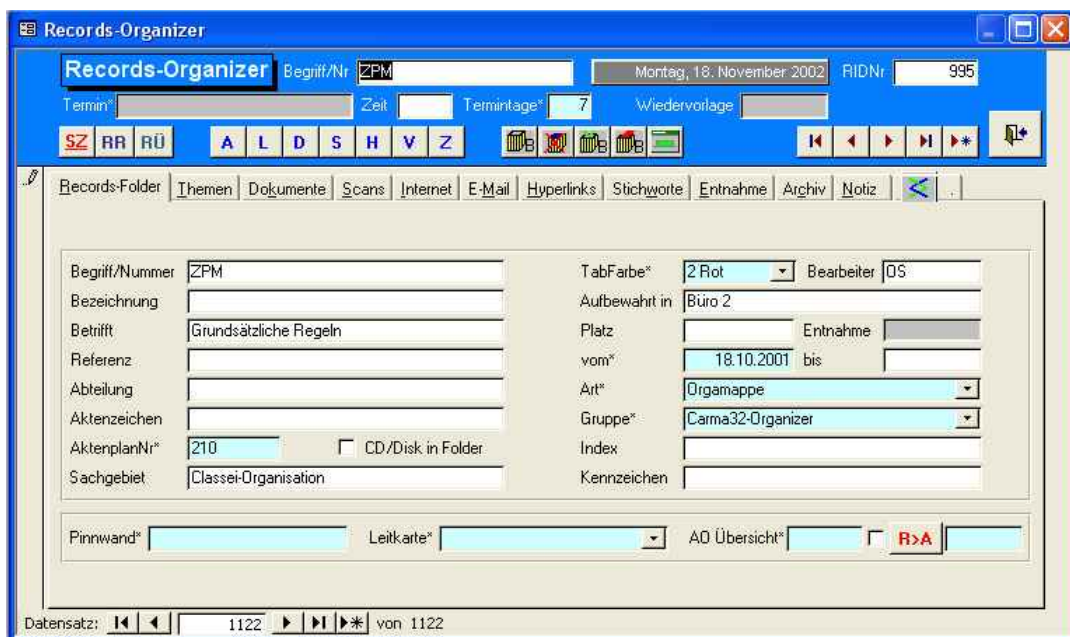 Records-Organizer
Records-Organizer Begriff/Nr ZPM Montag, 18. November 2002 RIDNr 995
Termin* Zeit Termintage* 7 Wiedervorlage
SZ RR RÜ A L D S H V Z
Records-Folder Themen Dokumente Scans Internet E-Mail Hyperlinks Stichworte Entnahme Archiv Notiz .
Begriff/Nummer ZPM TabFarbe* 2 Rot Bearbeiter OS
Bezeichnung Aufbewahrt in Büro 2
Betrifft Grundsätzliche Regeln Platz Entnahme
Referenz vom* 18.10.2001 bis
Abteilung Art* Orgamappe
Aktenzeichen Gruppe* Carma32-Organizer
AktenplanNr* 210 CD/Disk in Folder Index
Sachgebiet Classei-Organisation Kennzeichen
Pinnwand* Leitkarte* AO Übersicht* R>A
Datensatz: 1122 von 1122